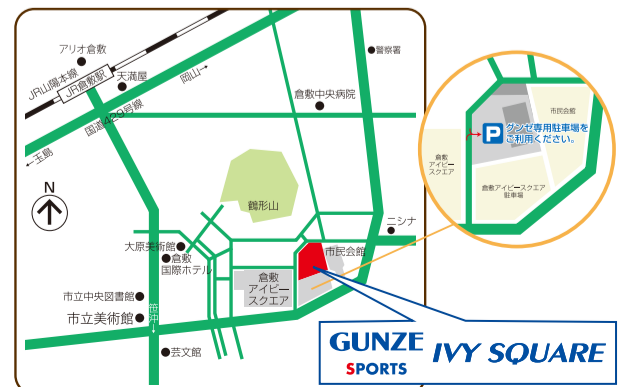 アリオ倉敷
JR山陽本線
JR倉敷駅
天満屋
岡山→
警察署
倉敷中央病院
国道429号線
←玉島
N
鶴形山
大原美術館
倉敷
国際ホテル
市民会館
ニシナ
倉敷
アイビー
スクエア
市立中央図書館
市立美術館
笹沖
↓
芸文館
市民会館
P グンゼ専用駐車場を
ご利用ください。
倉敷
アイビー
スクエア
倉敷アイビースクエア
駐車場
GUNZE
SPORTS
IVY SQUARE